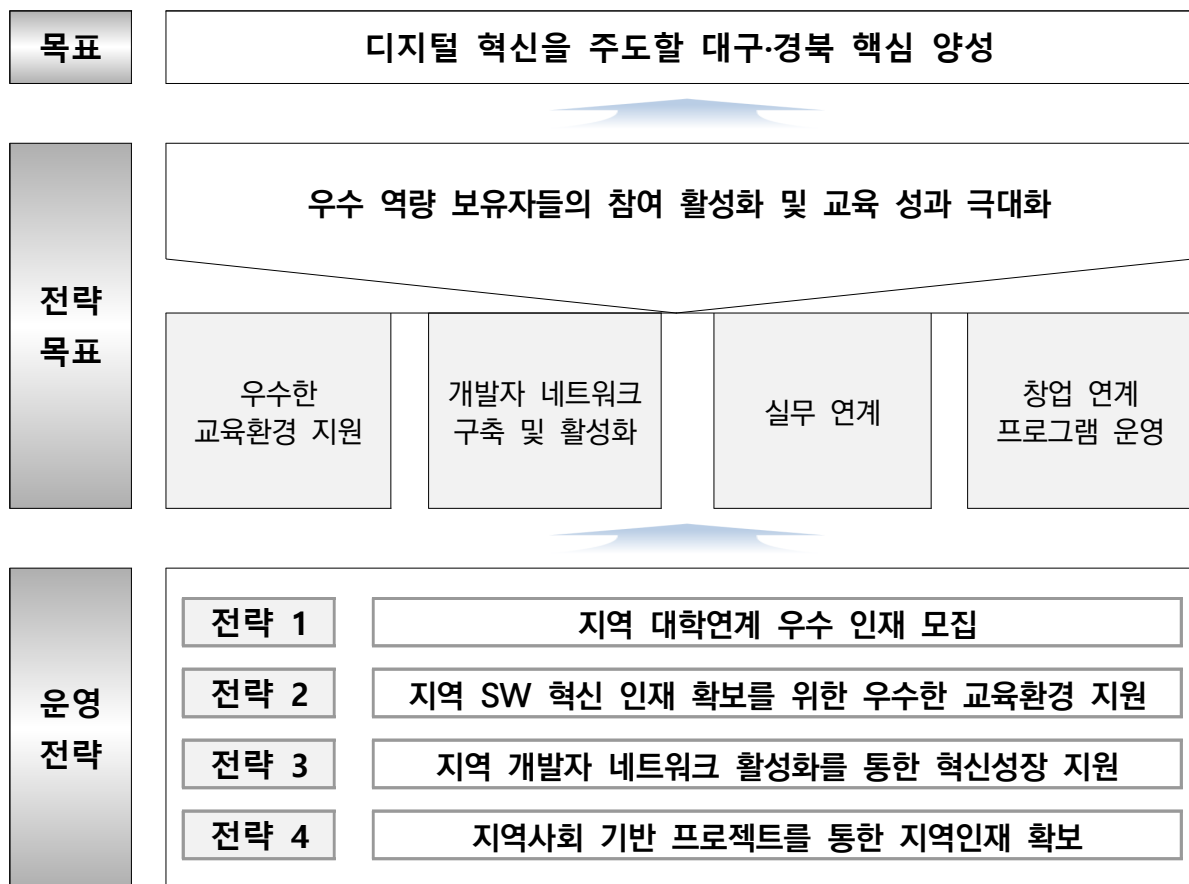 목표
디지털 혁신을 주도할 대구·경북 핵심 양성
전략
목표
우수 역량 보유자들의 참여 활성화 및 교육 성과 극대화
우수한
교육환경 지원
개발자 네트워크
구축 및 활성화
실무 연계
창업 연계
프로그램 운영
운영
전략
전략 1
지역 대학연계 우수 인재 모집
전략 2
지역 SW 혁신 인재 확보를 위한 우수한 교육환경 지원
전략 3
지역 개발자 네트워크 활성화를 통한 혁신성장 지원
전략 4
지역사회 기반 프로젝트를 통한 지역인재 확보